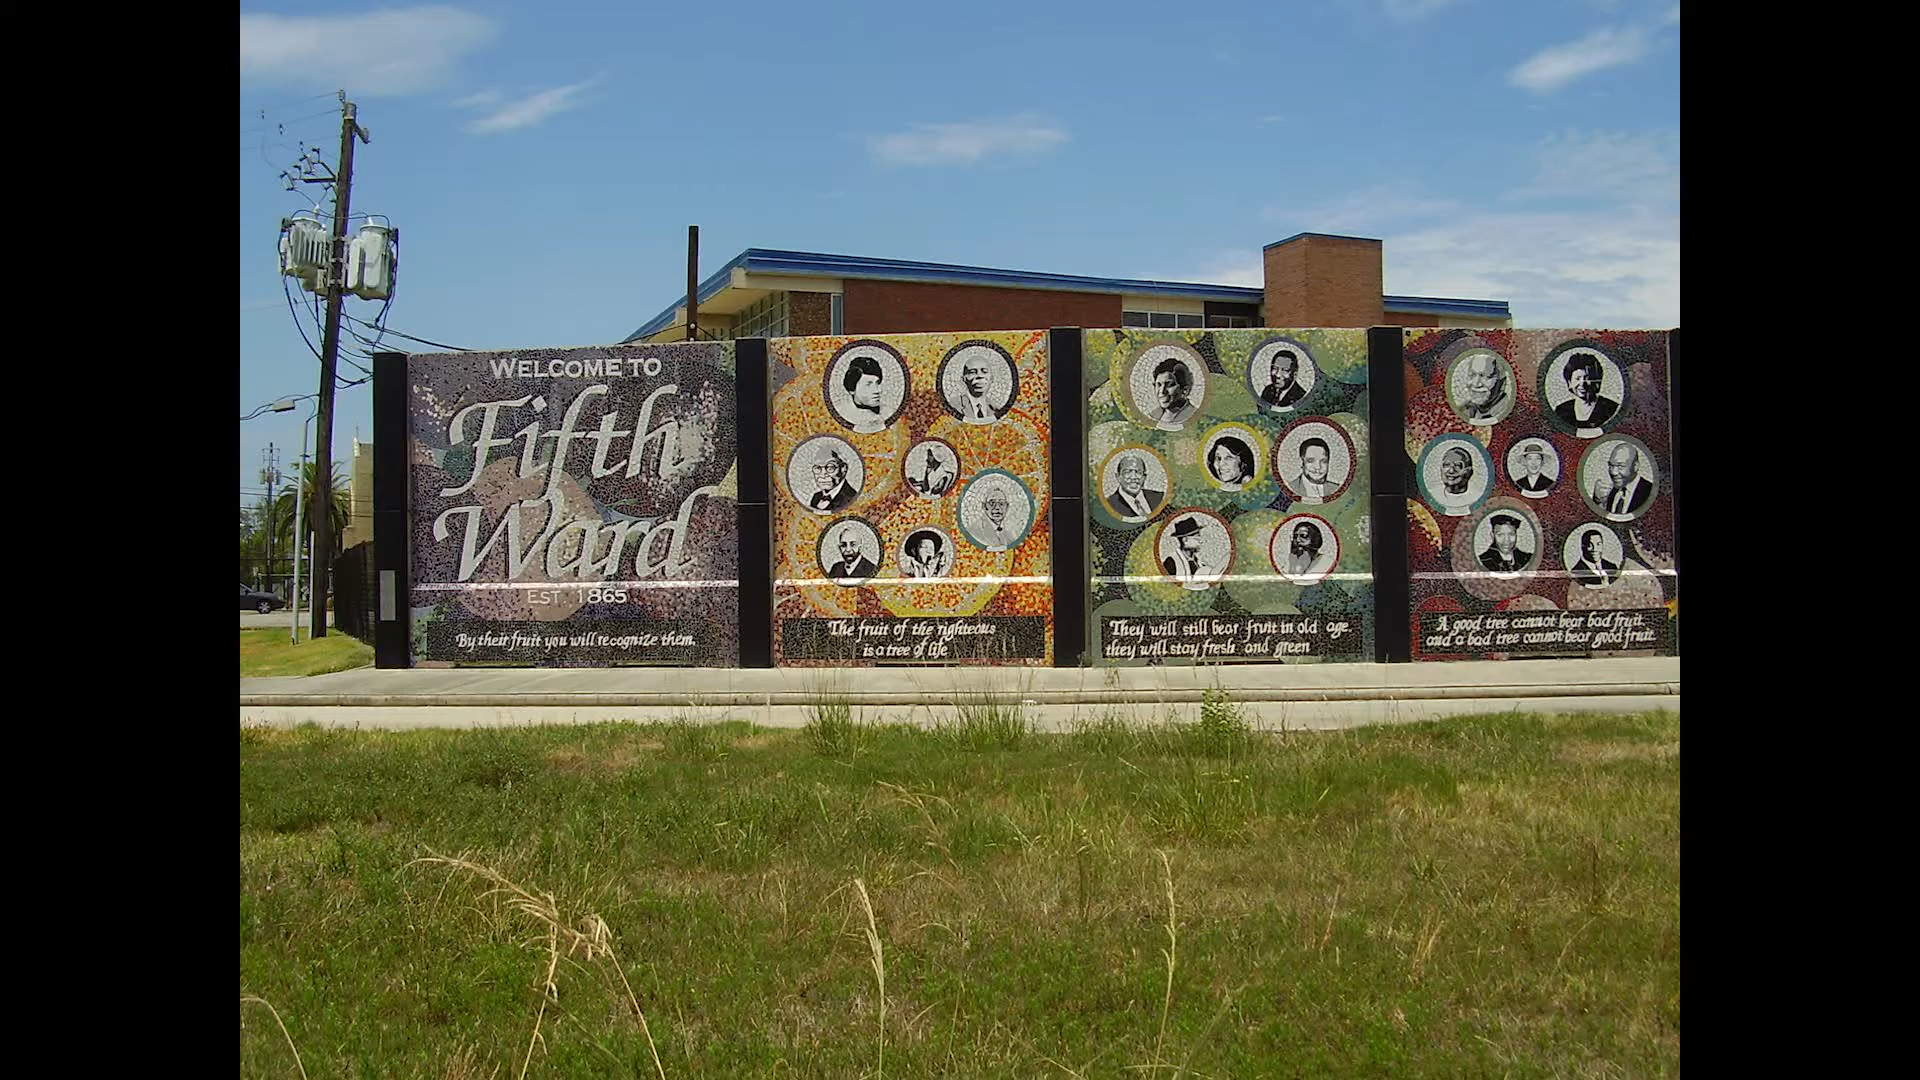 WELCOME TO
Fifth
Ward
EST. 1865
By their fruit you will recognize them.
The fruit of the righteous
is a tree of life
They will still bear fruit in old age,
they will stay fresh and green
A good tree cannot bear bad fruit,
and a bad tree cannot bear good fruit.